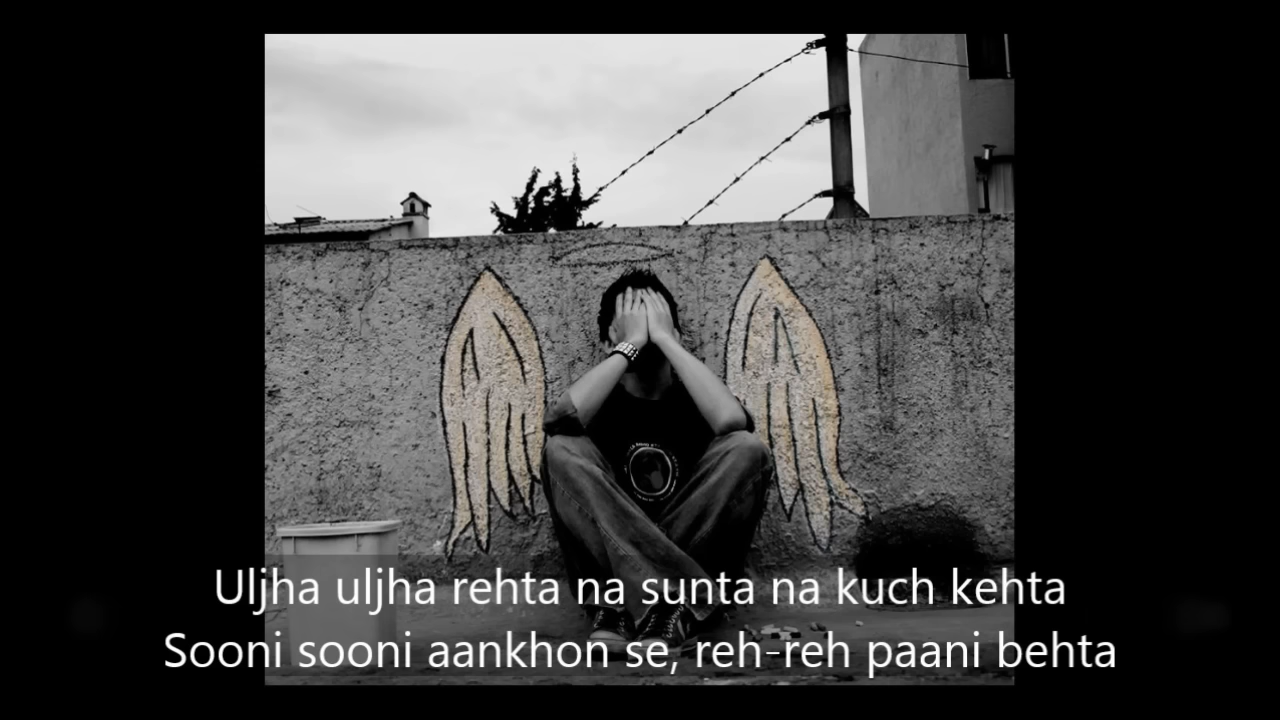 Uljha uljha rehta na sunta na kuch kehta
Sooni sooni aankhon se, reh-reh paani behta